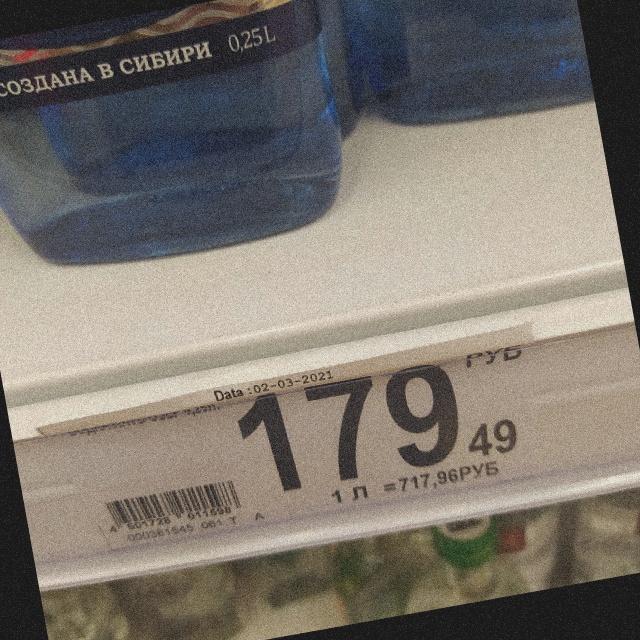 СОЗДАНА В СИБИРИ 0,25L
Data :02-03-2021
РУБ
179 49
1 Л =717,96РУБ